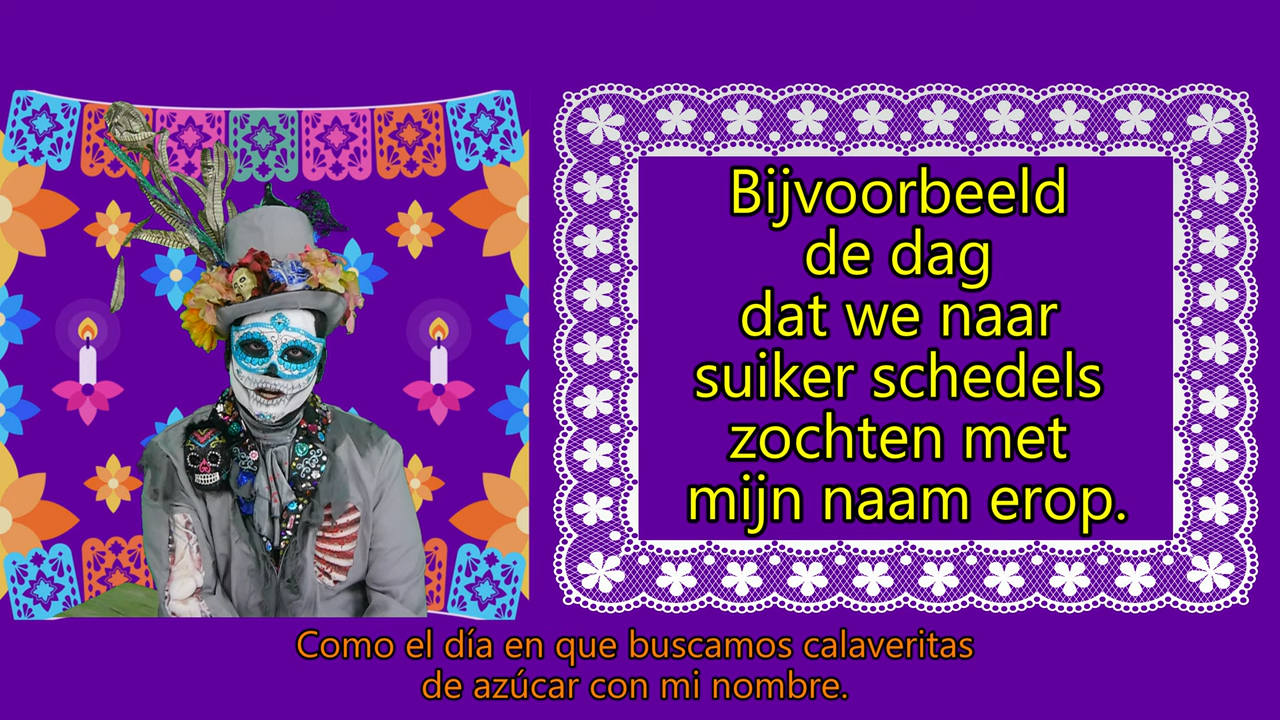 Bijvoorbeeld
de dag
dat we naar
suiker schedels
zochten met
mijn naam erop.
Como el día en que buscamos calaveritas
de azúcar con mi nombre.